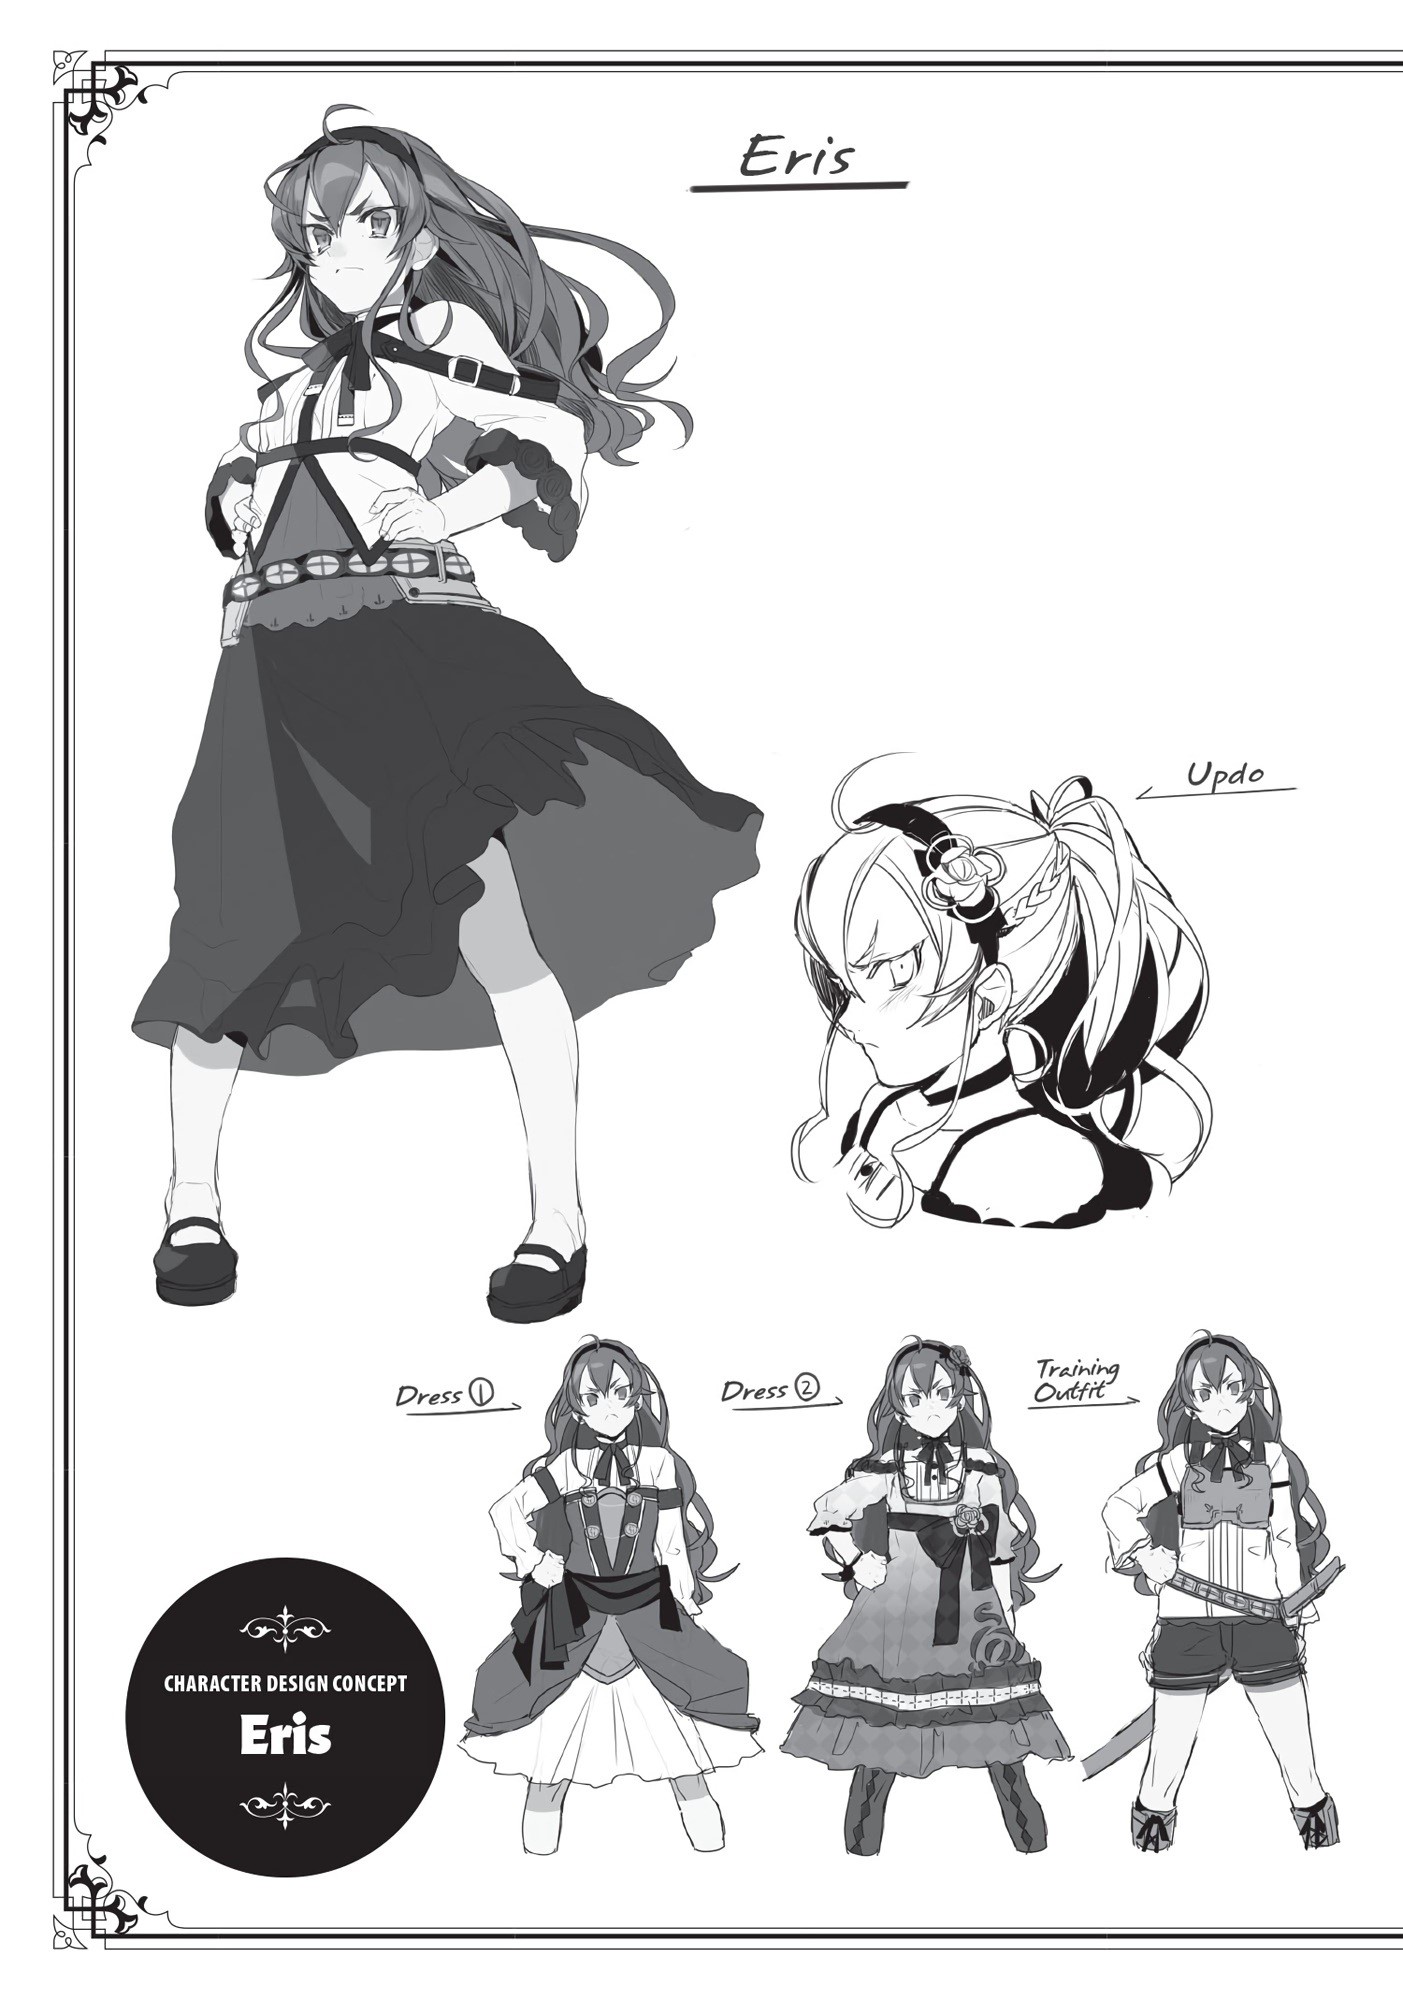 Eris
Updo
Dress ①
Dress ②
Training
Outfit
CHARACTER DESIGN CONCEPT
Eris